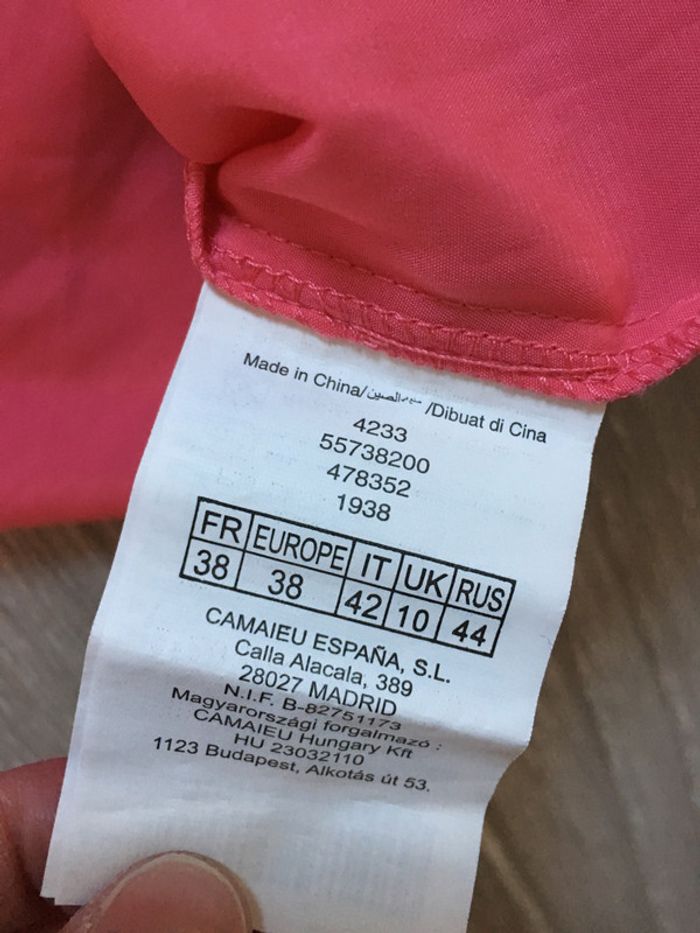 Made in China/صنع في الصين /Dibuat di Cina
4233
55738200
478352
1938
FR EUROPE IT UK RUS
38 38 42 10 44
CAMAIEU ESPAÑA, S.L.
Calla Alacala, 389
28027 MADRID
N.I.F. B-82751173
Magyarországi forgalmazó :
CAMAIEU Hungary Kft
HU 23032110
1123 Budapest, Alkotás út 53.